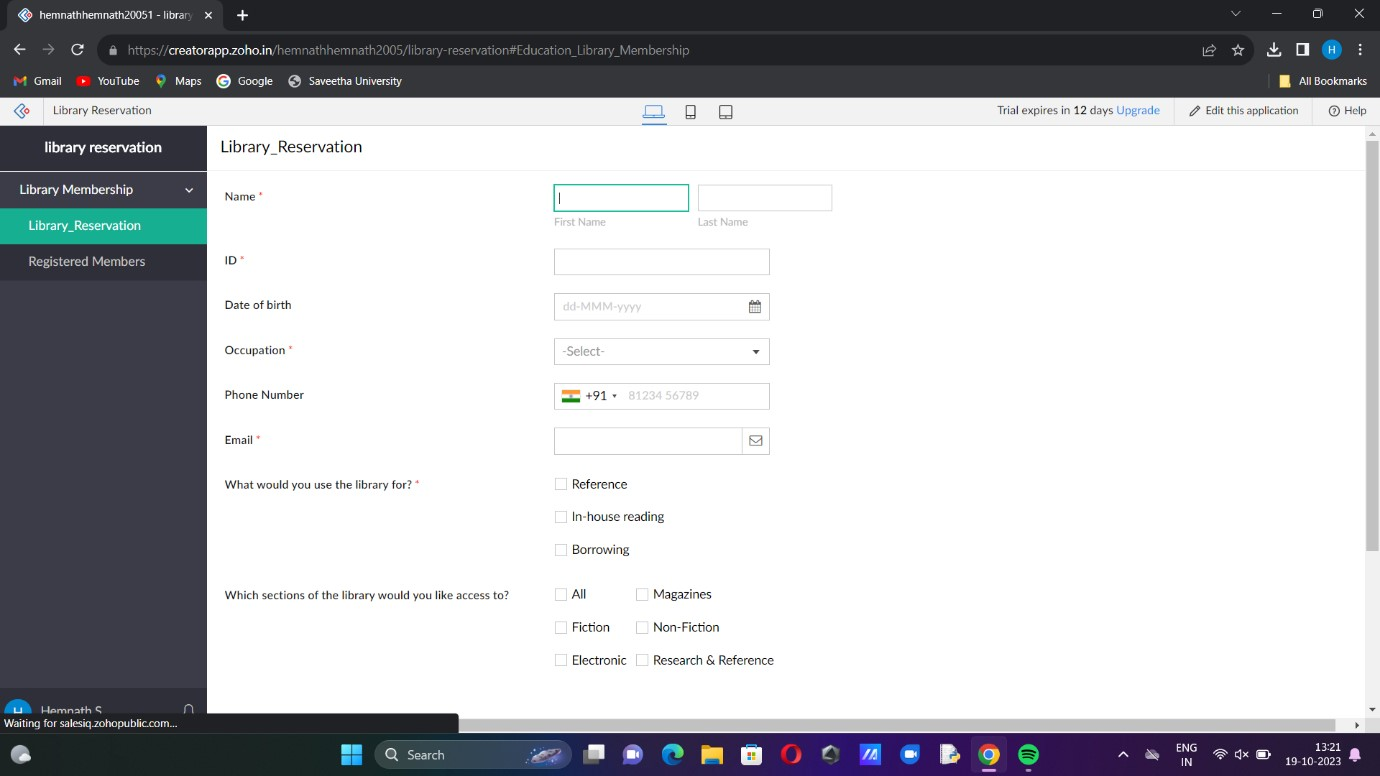 hemnathhemnath20051 - library
https://creatorapp.zoho.in/hemnathhemnath2005/library-reservation#Education_Library_Membership
H
Gmail YouTube Maps Google Saveetha University All Bookmarks
Library Reservation Trial expires in 12 days Upgrade Edit this application Help
library reservation
Library Membership
Library_Reservation
Registered Members
Library_Reservation
Name *
First Name Last Name
ID *
Date of birth dd-MMM-yyyy
Occupation * -Select-
Phone Number +91 81234 56789
Email *
What would you use the library for? * Reference
In-house reading
Borrowing
Which sections of the library would you like access to? All Magazines
Fiction Non-Fiction
Electronic Research & Reference
H Hemnath S
Waiting for salesiq.zohopublic.com...
Search
ENG
IN
13:21
19-10-2023